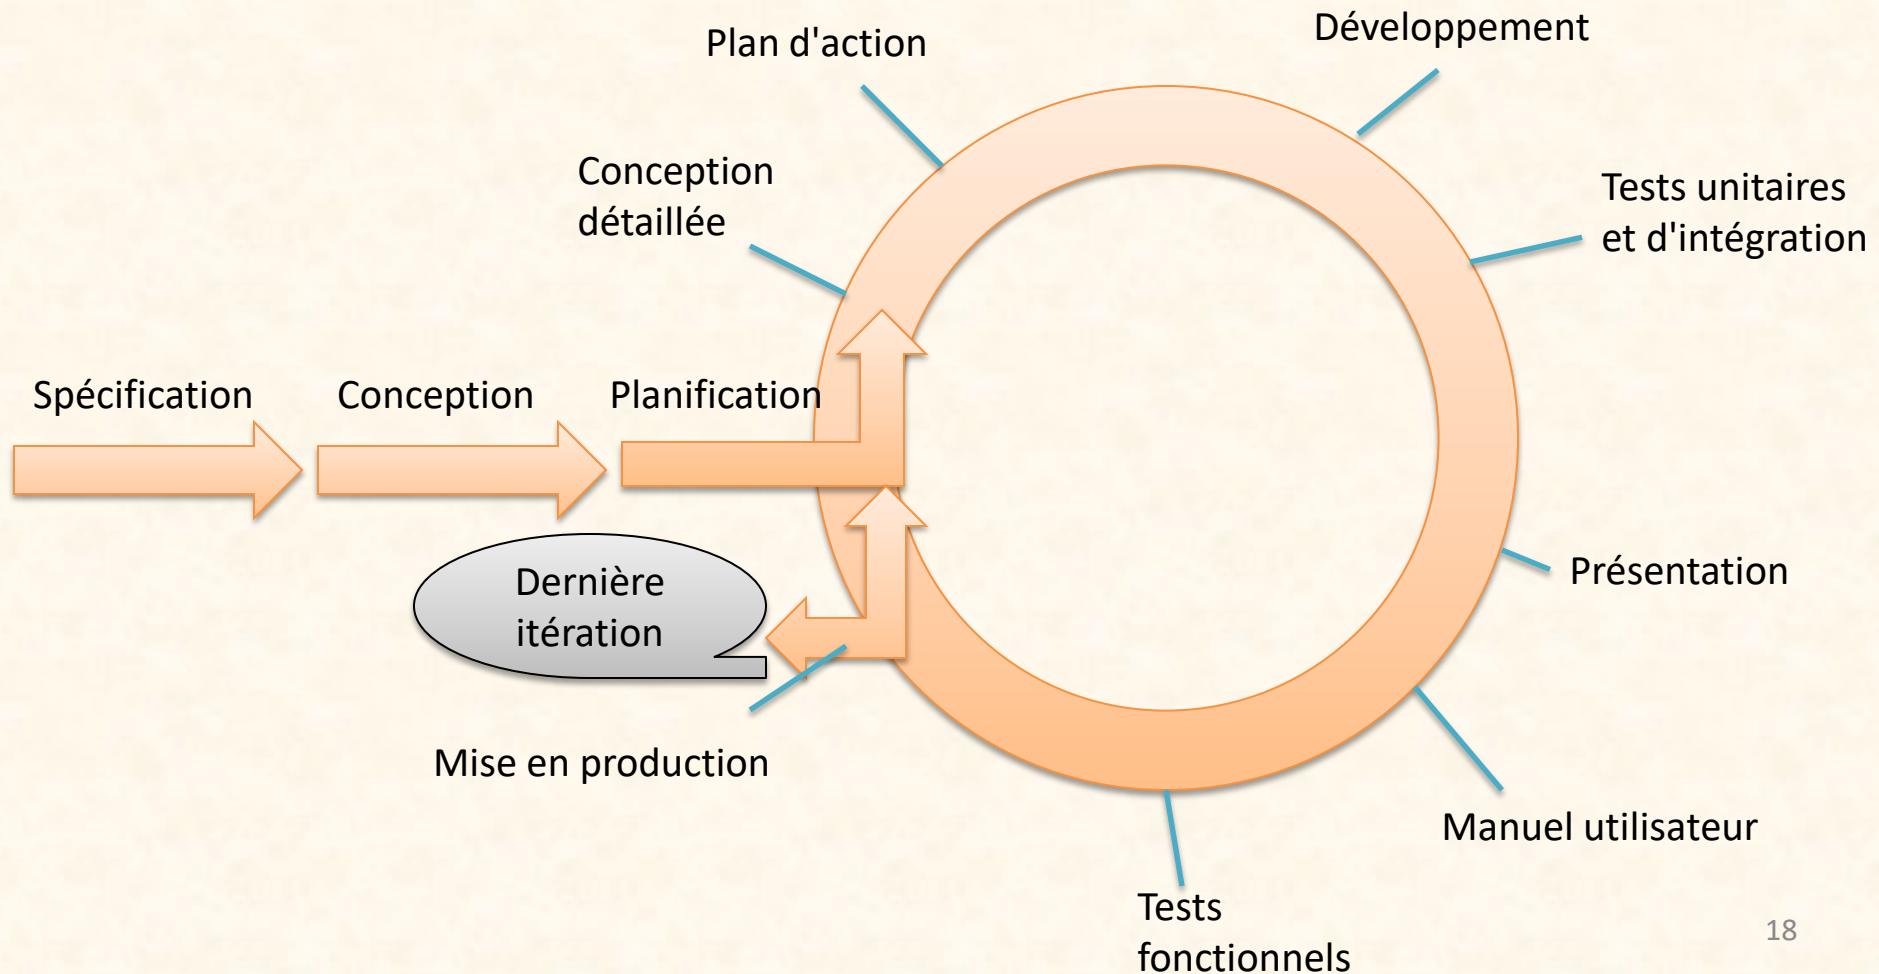 Plan d'action
Développement
Conception
détaillée
Tests unitaires
et d'intégration
Spécification
Conception
Planification
Dernière
itération
Présentation
Mise en production
Manuel utilisateur
Tests
fonctionnels
18